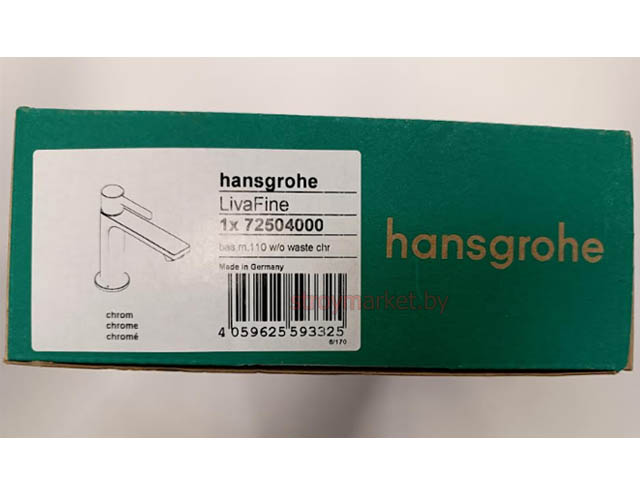 hansgrohe
LivaFine
1x 72504000
bas.m.110 w/o waste chr
Made in Germany
chrom
chrome
chromé
4 059625 593325
6/170
hansgrohe
stroymarket.by